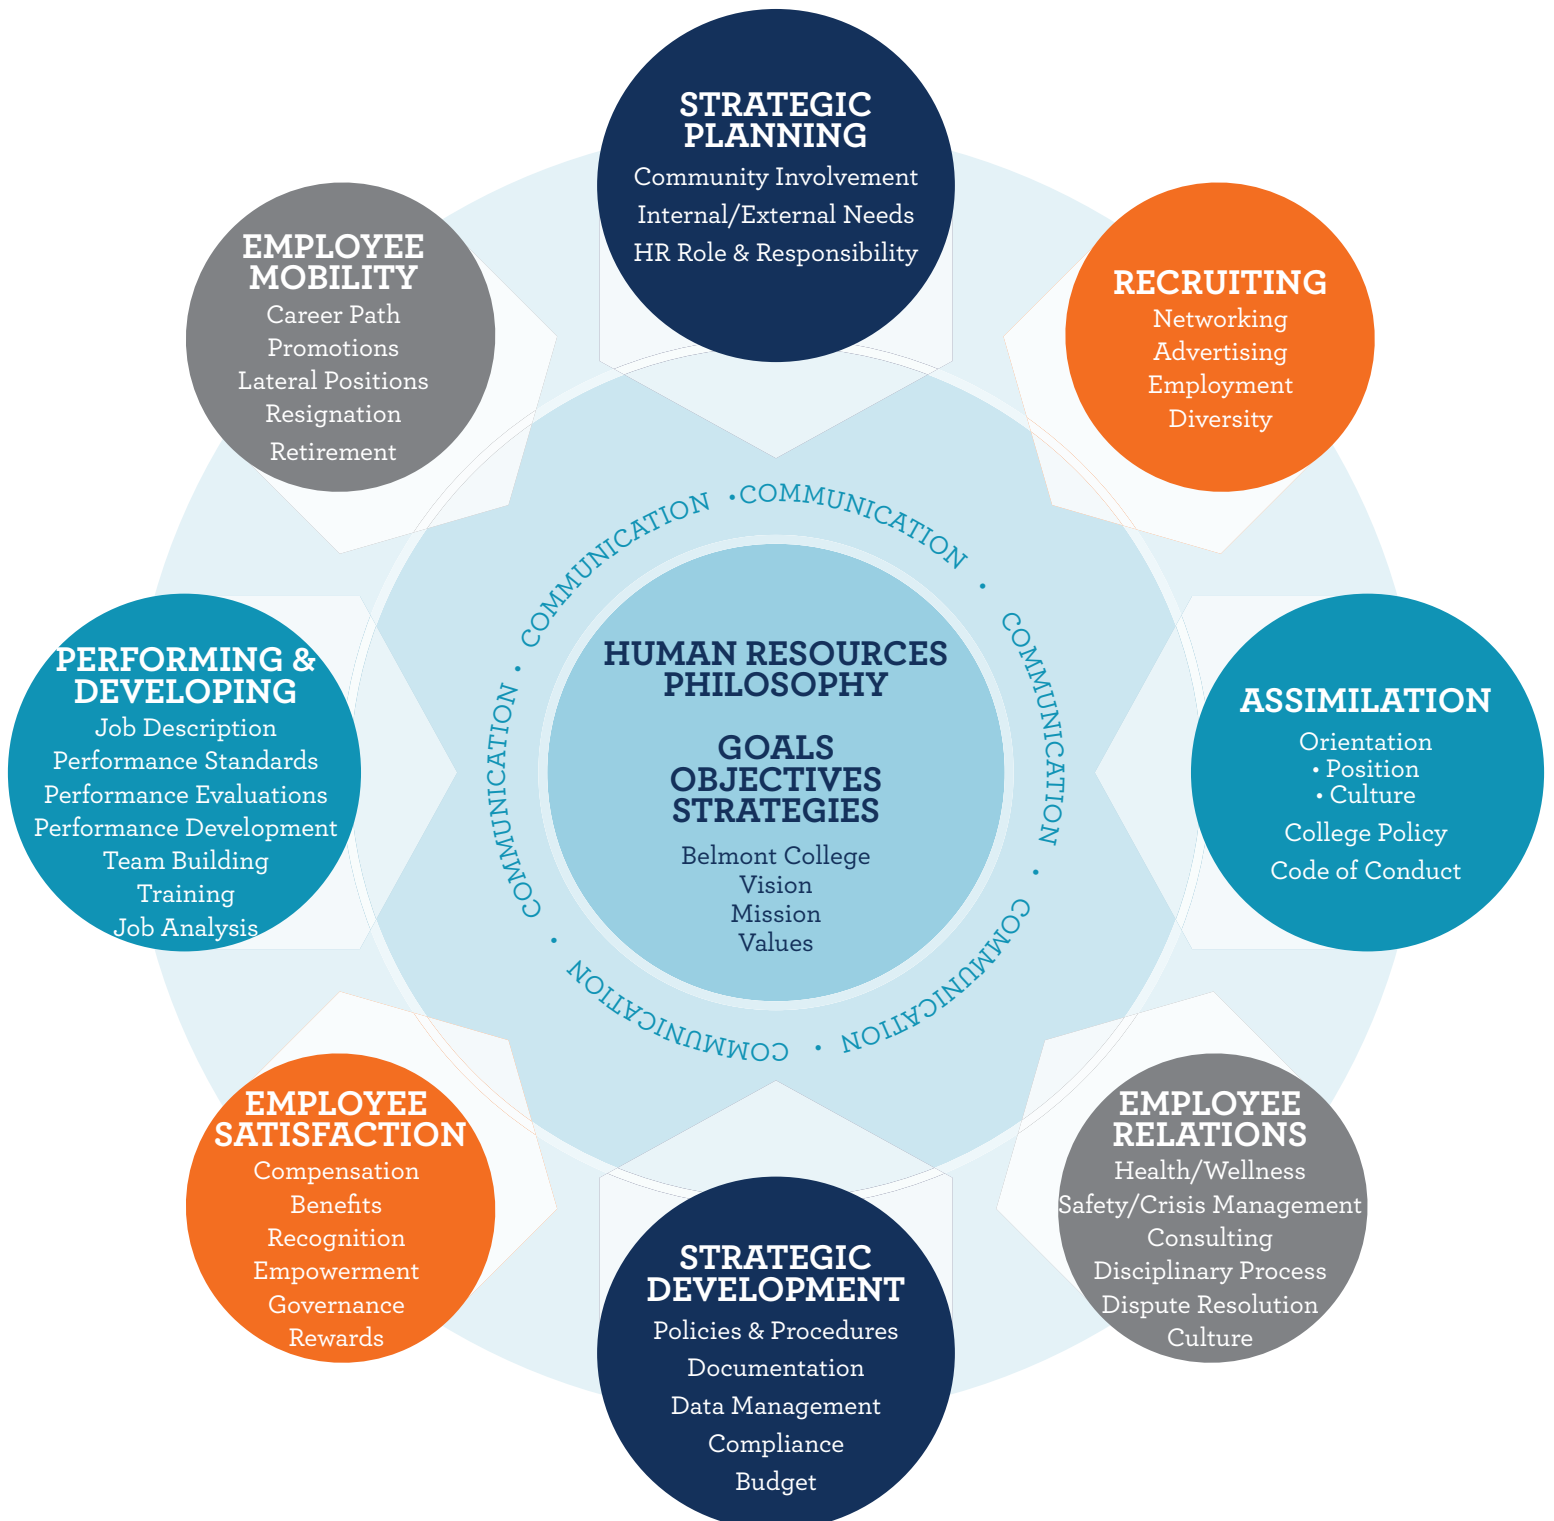 STRATEGIC
PLANNING
Community Involvement
Internal/External Needs
HR Role & Responsibility
RECRUITING
Networking
Advertising
Employment
Diversity
ASSIMILATION
Orientation
• Position
• Culture
College Policy
Code of Conduct
EMPLOYEE
RELATIONS
Health/Wellness
Safety/Crisis Management
Consulting
Disciplinary Process
Dispute Resolution
Culture
STRATEGIC
DEVELOPMENT
Policies & Procedures
Documentation
Data Management
Compliance
Budget
EMPLOYEE
SATISFACTION
Compensation
Benefits
Recognition
Empowerment
Governance
Rewards
PERFORMING &
DEVELOPING
Job Description
Performance Standards
Performance Evaluations
Performance Development
Team Building
Training
Job Analysis
EMPLOYEE
MOBILITY
Career Path
Promotions
Lateral Positions
Resignation
Retirement
COMMUNICATION • COMMUNICATION • COMMUNICATION • COMMUNICATION • COMMUNICATION • COMMUNICATION • COMMUNICATION •
HUMAN RESOURCES
PHILOSOPHY
GOALS
OBJECTIVES
STRATEGIES
Belmont College
Vision
Mission
Values